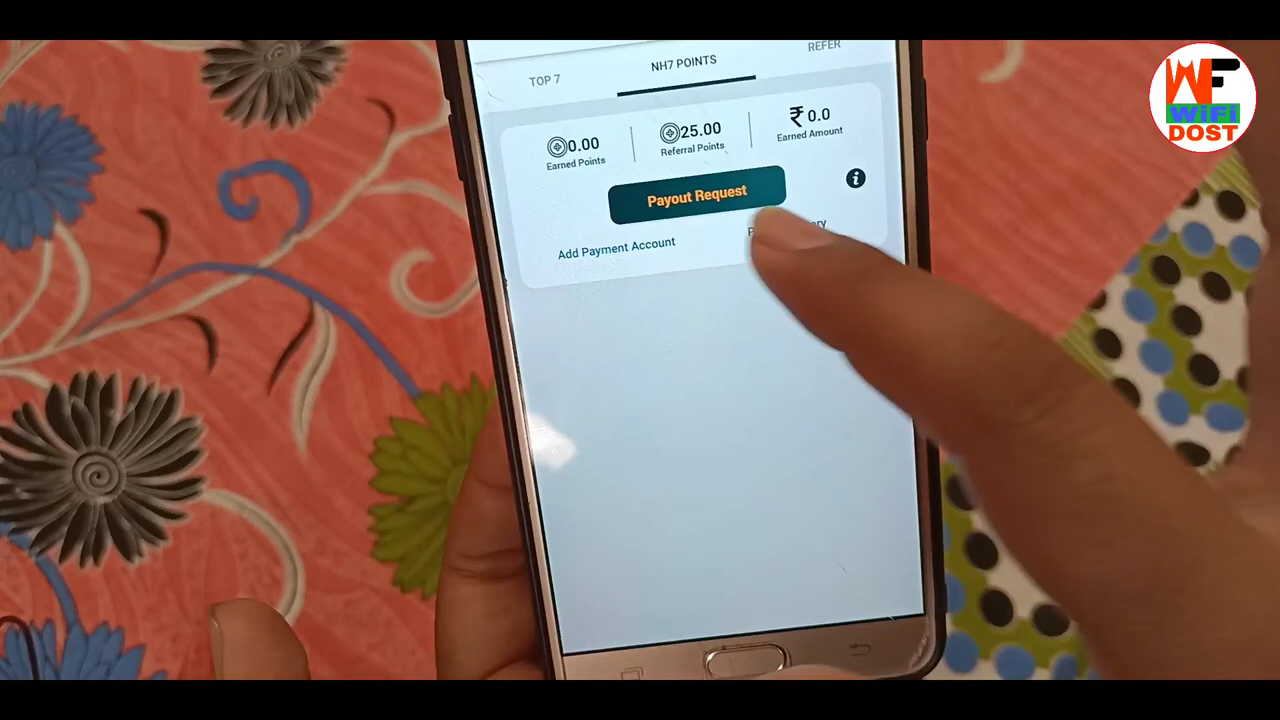 TOP 7
NH7 POINTS
REFER
0.00
Earned Points
25.00
Referral Points
₹0.0
Earned Amount
Payout Request
i
Add Payment Account
WF
WiFi
DOST